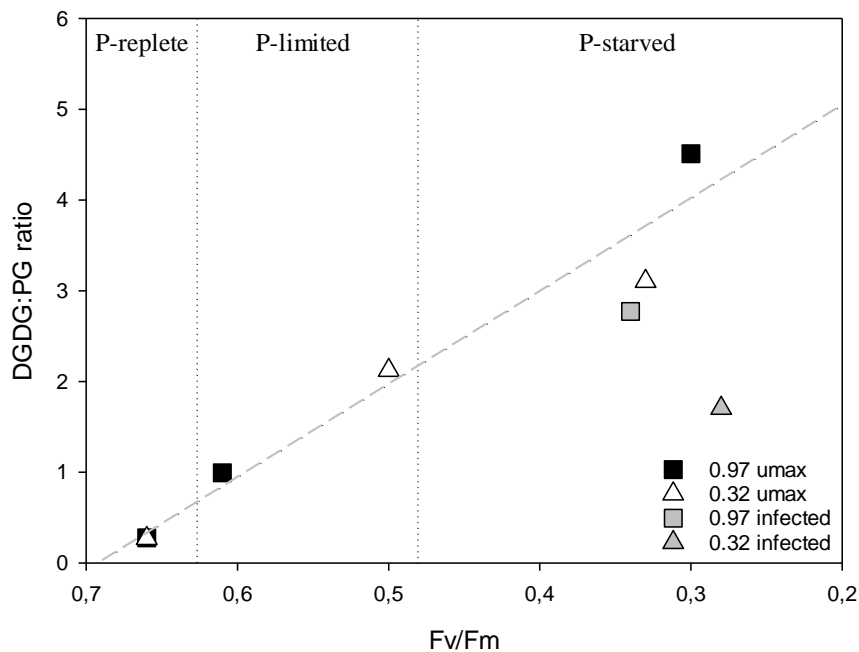 P-replete P-limited P-starved
6
5
4
3
2
1
0
DGDG:PG ratio
0.97 umax
0.32 umax
0.97 infected
0.32 infected
0,7 0,6 0,5 0,4 0,3 0,2
Fv/Fm